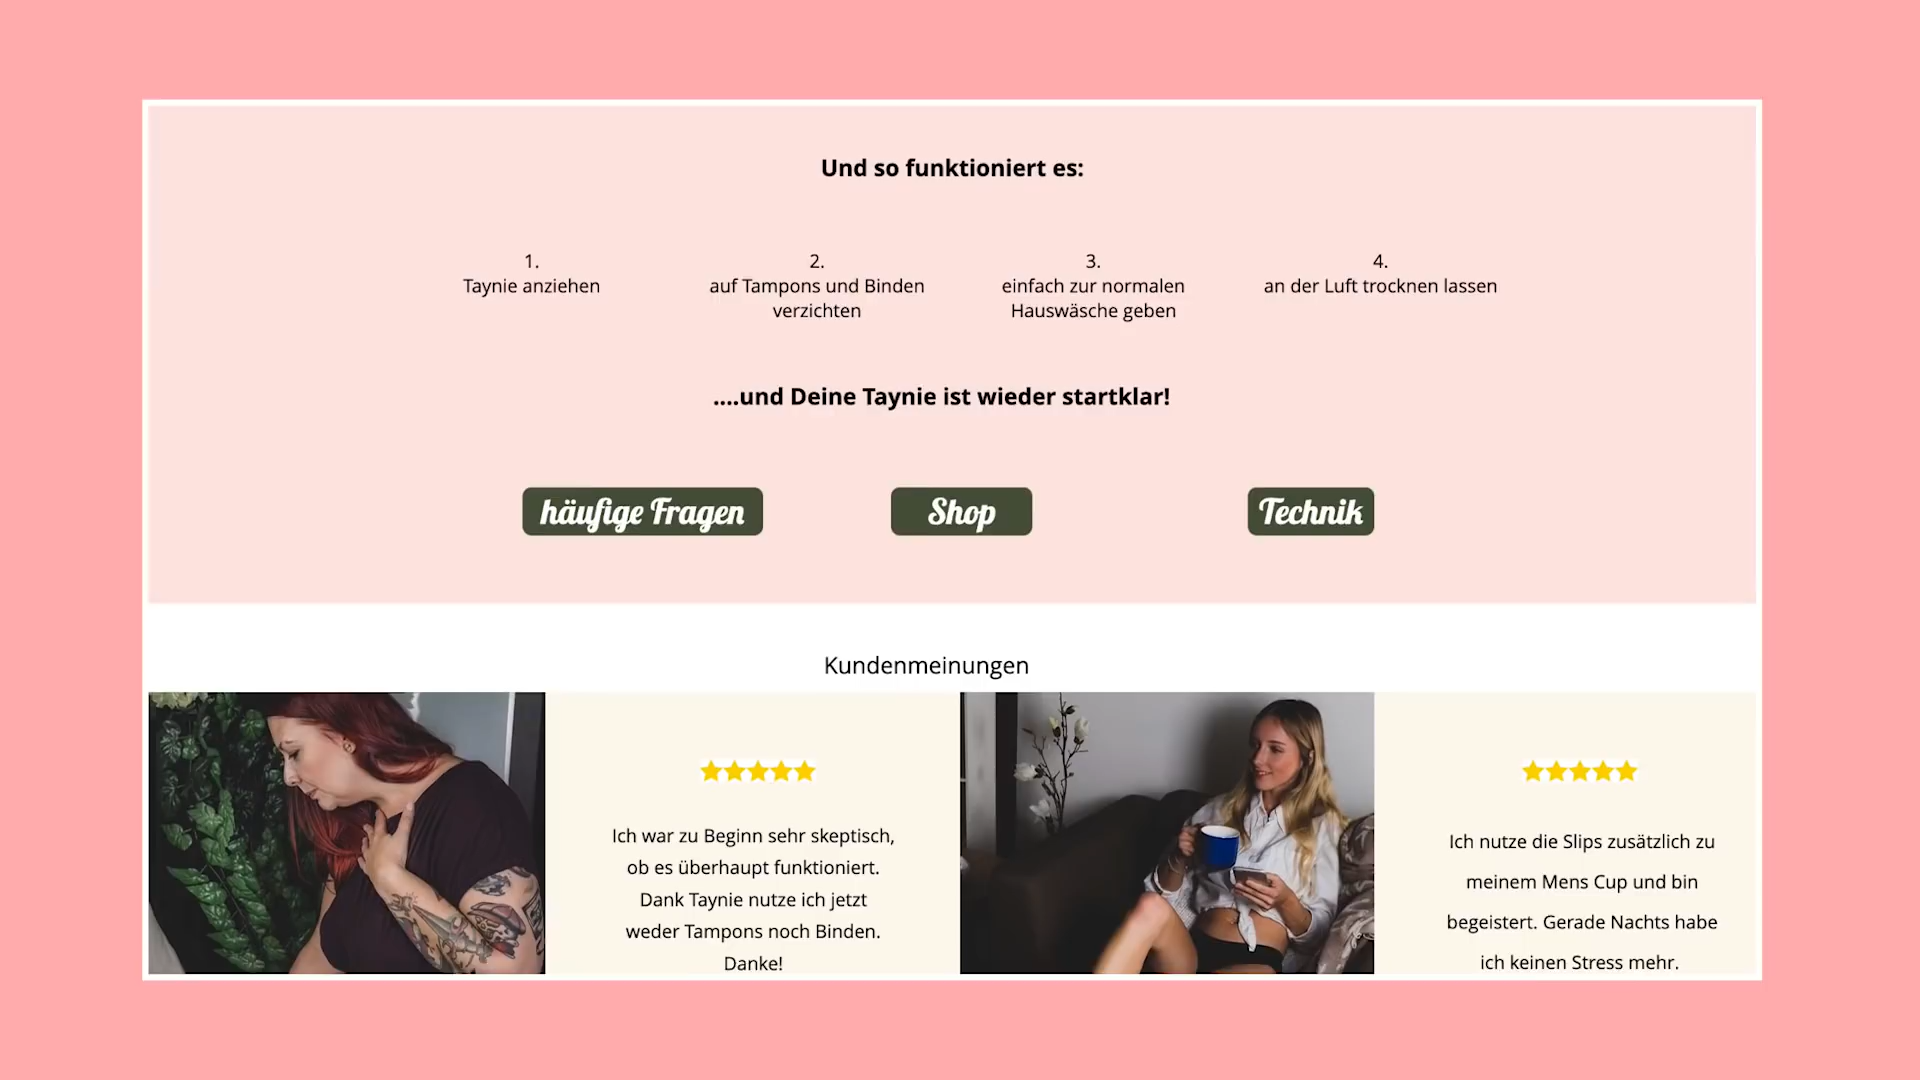 Und so funktioniert es:
1.
Taynie anziehen
2.
auf Tampons und Binden
verzichten
3.
einfach zur normalen
Hauswäsche geben
4.
an der Luft trocknen lassen
....und Deine Taynie ist wieder startklar!
häufige Fragen
Shop
Technik
Kundenmeinungen
Ich war zu Beginn sehr skeptisch,
ob es überhaupt funktioniert.
Dank Taynie nutze ich jetzt
weder Tampons noch Binden.
Danke!
Ich nutze die Slips zusätzlich zu
meinem Mens Cup und bin
begeistert. Gerade Nachts habe
ich keinen Stress mehr.